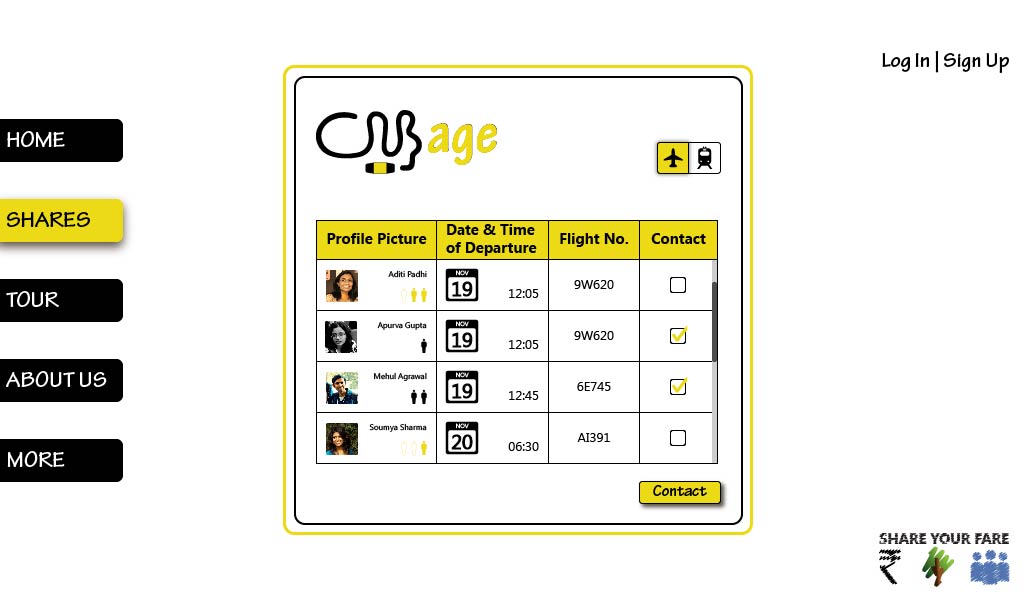 Log In | Sign Up
HOME
SHARES
TOUR
ABOUT US
MORE
Cabbage
Profile Picture
Date & Time
of Departure
Flight No.
Contact
Aditi Padhi
NOV
19
12:05
9W620
Apurva Gupta
NOV
19
12:05
9W620
Mehul Agrawal
NOV
19
12:45
6E745
Soumya Sharma
NOV
20
06:30
AI391
Contact
SHARE YOUR FARE
₹